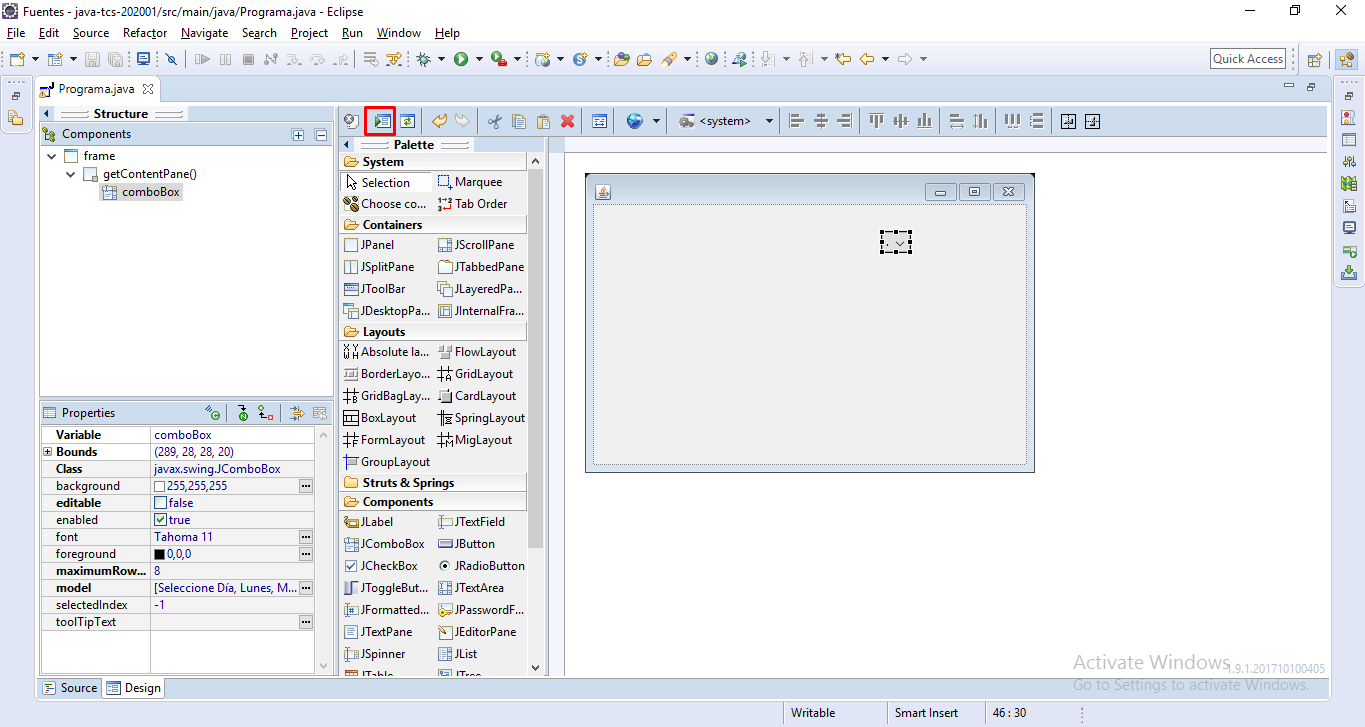 Fuentes - java-tcs-202001/src/main/java/Programa.java - Eclipse
File Edit Source Refactor Navigate Search Project Run Window Help
Quick Access
Programa.java
Structure
Components
frame
getContentPane()
comboBox
Properties
Variable comboBox
Bounds (289, 28, 28, 20)
Class javax.swing.JComboBox
background 255,255,255
editable false
enabled true
font Tahoma 11
foreground 0,0,0
maximumRow... 8
model [Seleccione Día, Lunes, M...
selectedIndex -1
toolTipText
<system>
Palette
System
Selection Marquee
Choose co... Tab Order
Containers
JPanel JScrollPane
JSplitPane JTabbedPane
JToolBar JLayeredPa...
JDesktopPa... JInternalFra...
Layouts
Absolute la... FlowLayout
BorderLayo... GridLayout
GridBagLay... CardLayout
BoxLayout SpringLayout
FormLayout MigLayout
GroupLayout
Struts & Springs
Components
JLabel JTextField
JComboBox JButton
JCheckBox JRadioButton
JToggleBut... JTextArea
JFormatted... JPasswordF...
JTextPane JEditorPane
JSpinner JList
JTable JTree
Activate Windows
1.9.1.201710100405
Go to Settings to activate Windows.
Source Design
Writable Smart Insert 46 : 30